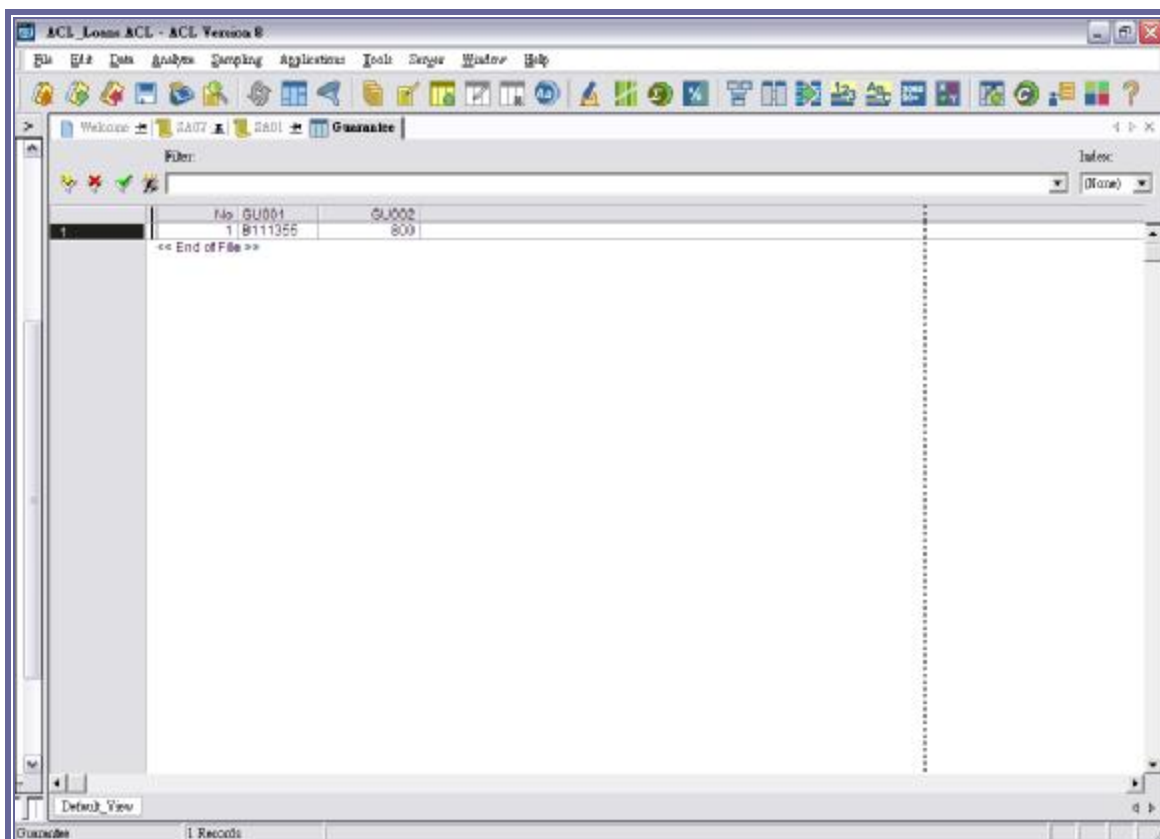 ACL_Loans.ACL - ACL Version 8
File Edit Data Analyze Sampling Applications Tools Server Window Help
Welcome ZA07 ZA01 Guarantee
Filter: Index:
(None)
No GU001 GU002
1 1 B111355 800
<< End of File >>
Default_View
Guarantee 1 Records